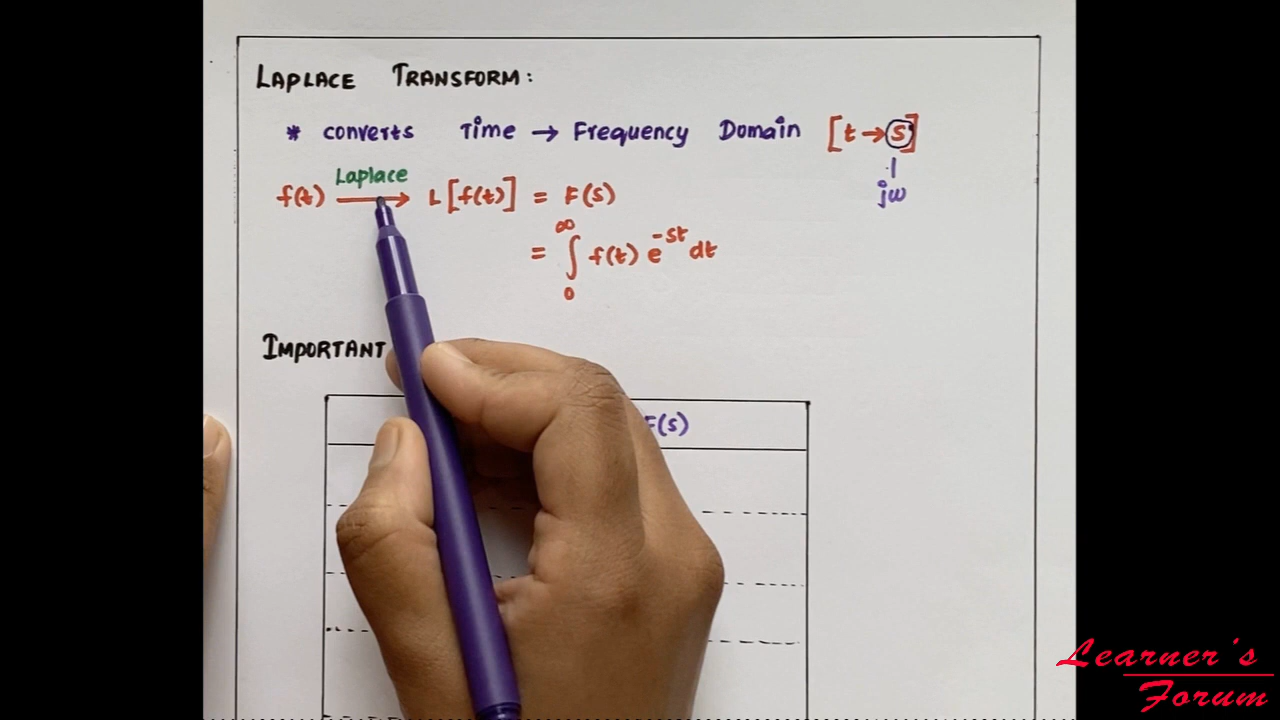 LAPLACE TRANSFORM:
* converts Time → Frequency Domain [t → s]
jω
Laplace
f(t) → L[f(t)] = F(s)
= ∫₀^∞ f(t) e^-st dt
IMPORTANT
F(s)
Learner's
Forum